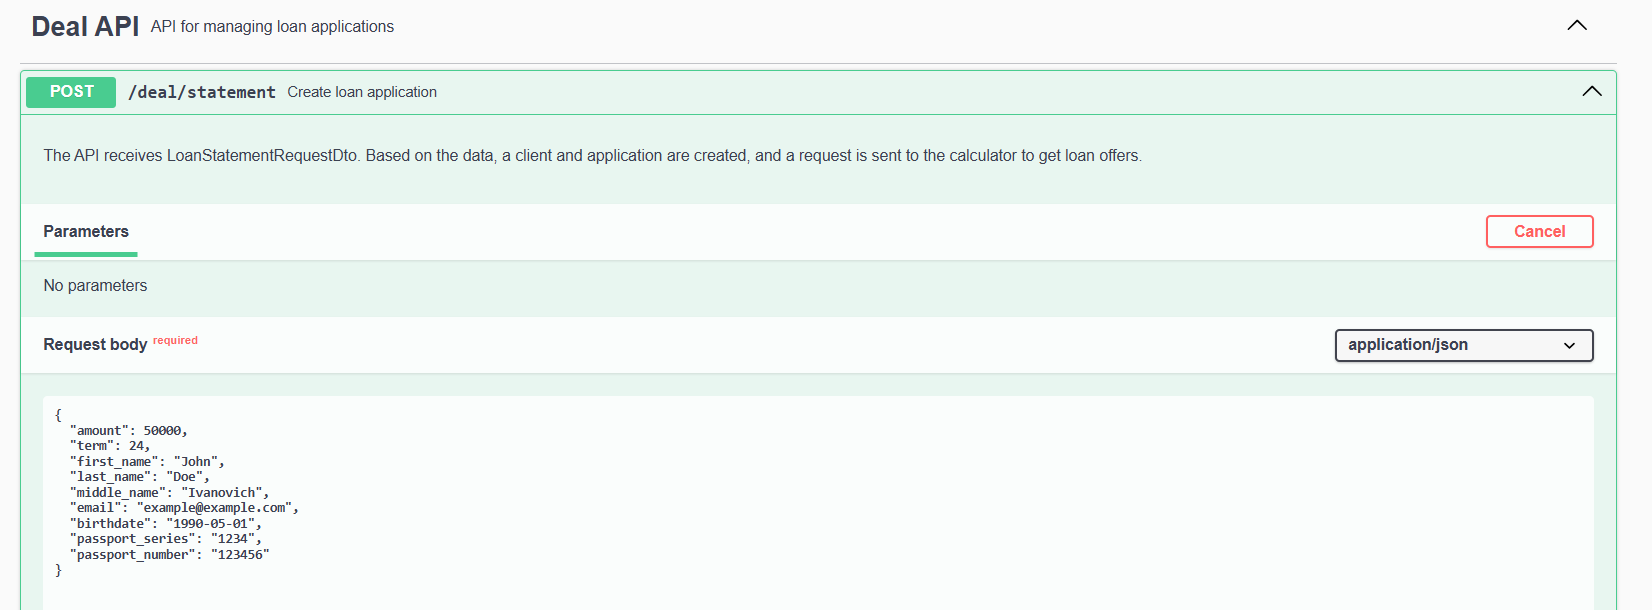 Deal API API for managing loan applications
POST /deal/statement Create loan application
The API receives LoanStatementRequestDto. Based on the data, a client and application are created, and a request is sent to the calculator to get loan offers.
Parameters Cancel
No parameters
Request body required application/json
{
  "amount": 50000,
  "term": 24,
  "first_name": "John",
  "last_name": "Doe",
  "middle_name": "Ivanovich",
  "email": "example@example.com",
  "birthdate": "1990-05-01",
  "passport_series": "1234",
  "passport_number": "123456"
}